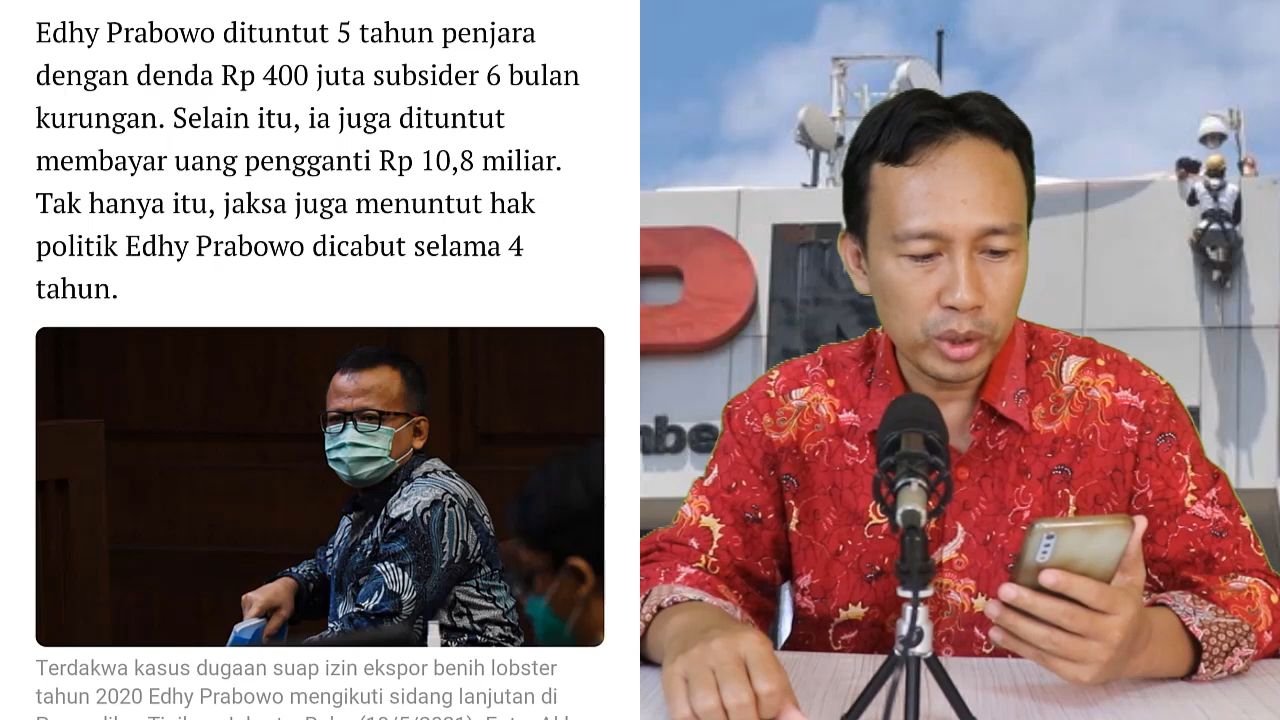 Edhy Prabowo dituntut 5 tahun penjara
dengan denda Rp 400 juta subsider 6 bulan
kurungan. Selain itu, ia juga dituntut
membayar uang pengganti Rp 10,8 miliar.
Tak hanya itu, jaksa juga menuntut hak
politik Edhy Prabowo dicabut selama 4
tahun.
Terdakwa kasus dugaan suap izin ekspor benih lobster
tahun 2020 Edhy Prabowo mengikuti sidang lanjutan di